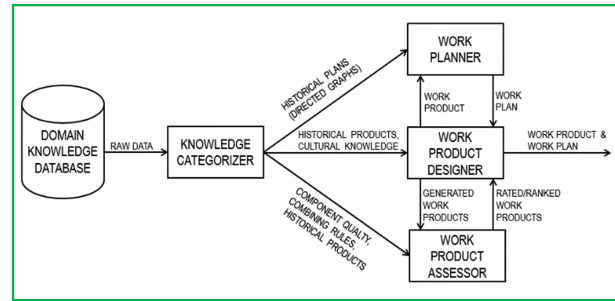 DOMAIN
KNOWLEDGE
DATABASE
RAW DATA
KNOWLEDGE
CATEGORIZER
HISTORICAL PLANS
(DIRECTED GRAPHS)
HISTORICAL PRODUCTS,
CULTURAL KNOWLEDGE
COMPONENT QUALTY,
COMBINING RULES,
HISTORICAL PRODUCTS
WORK
PLANNER
WORK
PRODUCT
WORK
PLAN
WORK
PRODUCT
DESIGNER
WORK PRODUCT &
WORK PLAN
GENERATED
WORK
PRODUCTS
RATED/RANKED
WORK
PRODUCTS
WORK
PRODUCT
ASSESSOR